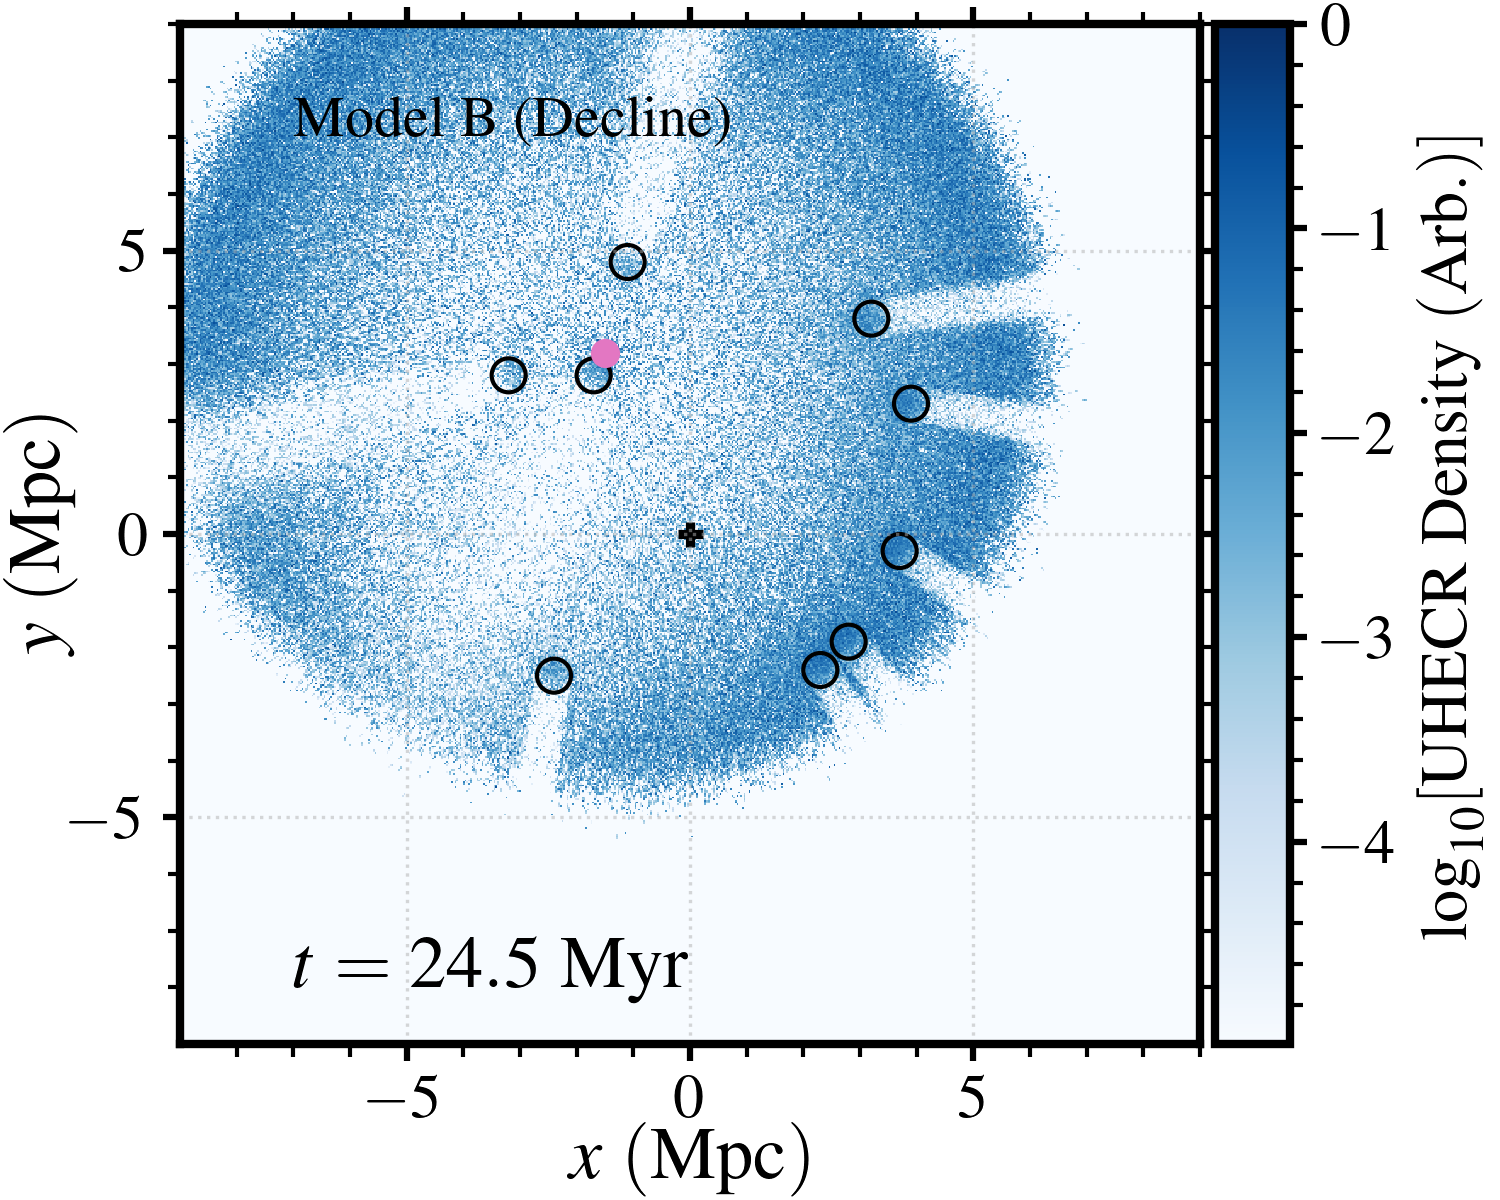 Model B (Decline)
t = 24.5 Myr
5
0
−5
y (Mpc)
−5
0
5
x (Mpc)
0
−1
−2
−3
−4
log₁₀[UHECR Density (Arb.)]